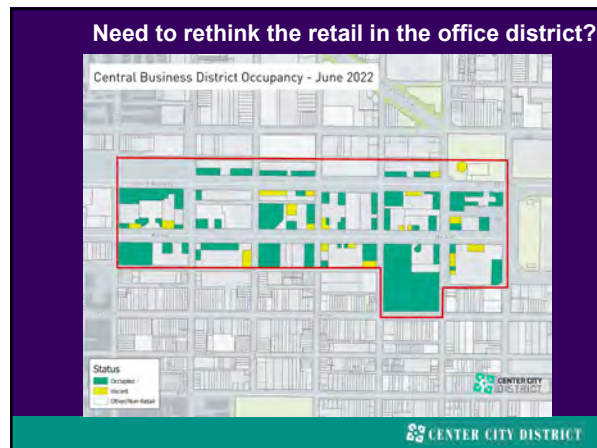 Need to rethink the retail in the office district?
Central Business District Occupancy - June 2022
Status
Occupied
Vacant
Other/Non-Retail
CENTER CITY
DISTRICT
CENTER CITY DISTRICT